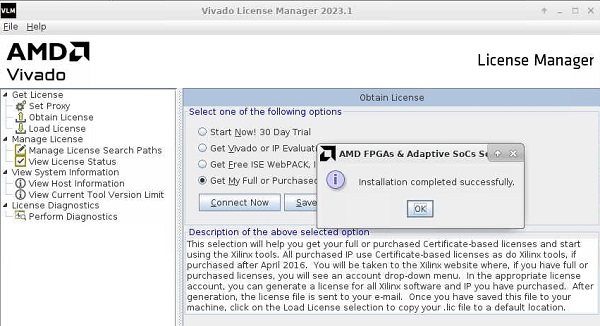 VLM
Vivado License Manager 2023.1
File Help
AMD
Vivado
License Manager
Get License
Set Proxy
Obtain License
Load License
Manage License
Manage License Search Paths
View License Status
View System Information
View Host Information
View Current Tool Version Limit
License Diagnostics
Perform Diagnostics
Obtain License
Select one of the following options
Start Now! 30 Day Trial
Get Vivado or IP Evaluat
Get Free ISE WebPACK, I
Get My Full or Purchased
Connect Now
Save
AMD FPGAs & Adaptive SoCs Se
Installation completed successfully.
OK
Description of the above selected option
This selection will help you get your full or purchased Certificate-based licenses and start
using the Xilinx tools. All purchased IP use Certificate-based licenses as do Xilinx tools, if
purchased after April 2016. You will be taken to the Xilinx website where, if you have full or
purchased licenses, you will see an account drop-down menu. In the appropriate license
account, you can generate a license for all Xilinx software and IP you have purchased. After
generation, the license file is sent to your e-mail. Once you have saved this file to your
machine, click on the Load License selection to copy your .lic file to a default location.